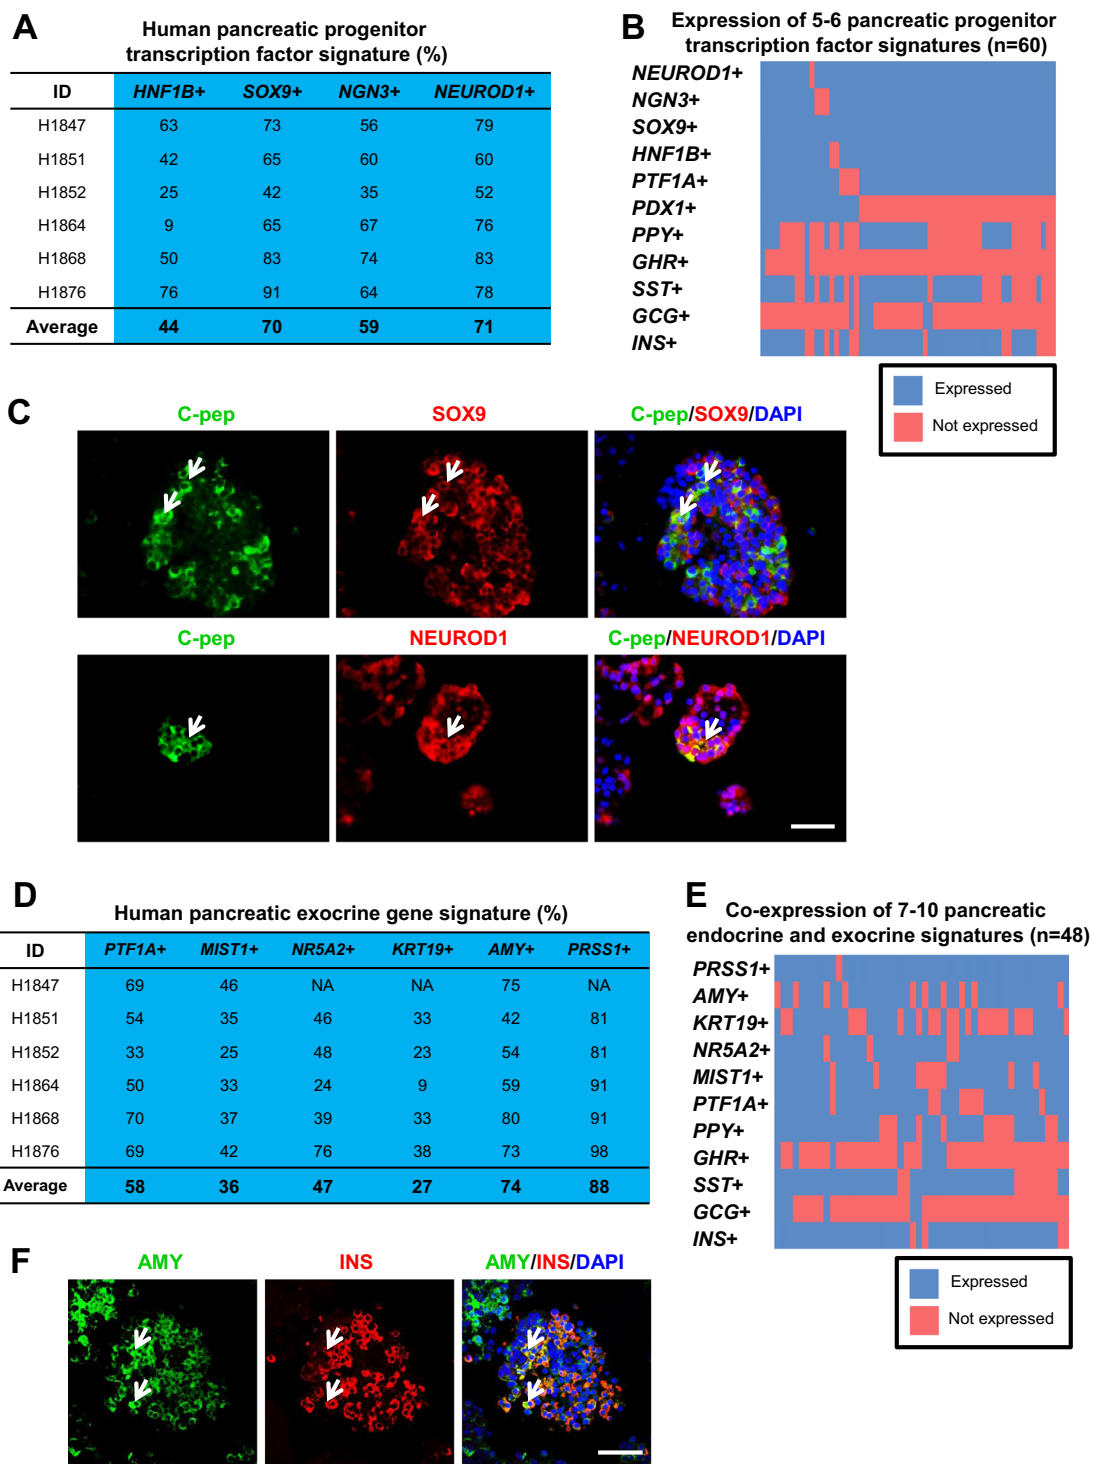 A
Human pancreatic progenitor
transcription factor signature (%)
ID HNF1B+ SOX9+ NGN3+ NEUROD1+
H1847 63 73 56 79
H1851 42 65 60 60
H1852 25 42 35 52
H1864 9 65 67 76
H1868 50 83 74 83
H1876 76 91 64 78
Average 44 70 59 71
B
Expression of 5-6 pancreatic progenitor
transcription factor signatures (n=60)
NEUROD1+
NGN3+
SOX9+
HNF1B+
PTF1A+
PDX1+
PPY+
GHR+
SST+
GCG+
INS+
Expressed
Not expressed
C
C-pep SOX9 C-pep/SOX9/DAPI
C-pep NEUROD1 C-pep/NEUROD1/DAPI
D
Human pancreatic exocrine gene signature (%)
ID PTF1A+ MIST1+ NR5A2+ KRT19+ AMY+ PRSS1+
H1847 69 46 NA NA 75 NA
H1851 54 35 46 33 42 81
H1852 33 25 48 23 54 81
H1864 50 33 24 9 59 91
H1868 70 37 39 33 80 91
H1876 69 42 76 38 73 98
Average 58 36 47 27 74 88
E
Co-expression of 7-10 pancreatic
endocrine and exocrine signatures (n=48)
PRSS1+
AMY+
KRT19+
NR5A2+
MIST1+
PTF1A+
PPY+
GHR+
SST+
GCG+
INS+
Expressed
Not expressed
F
AMY INS AMY/INS/DAPI